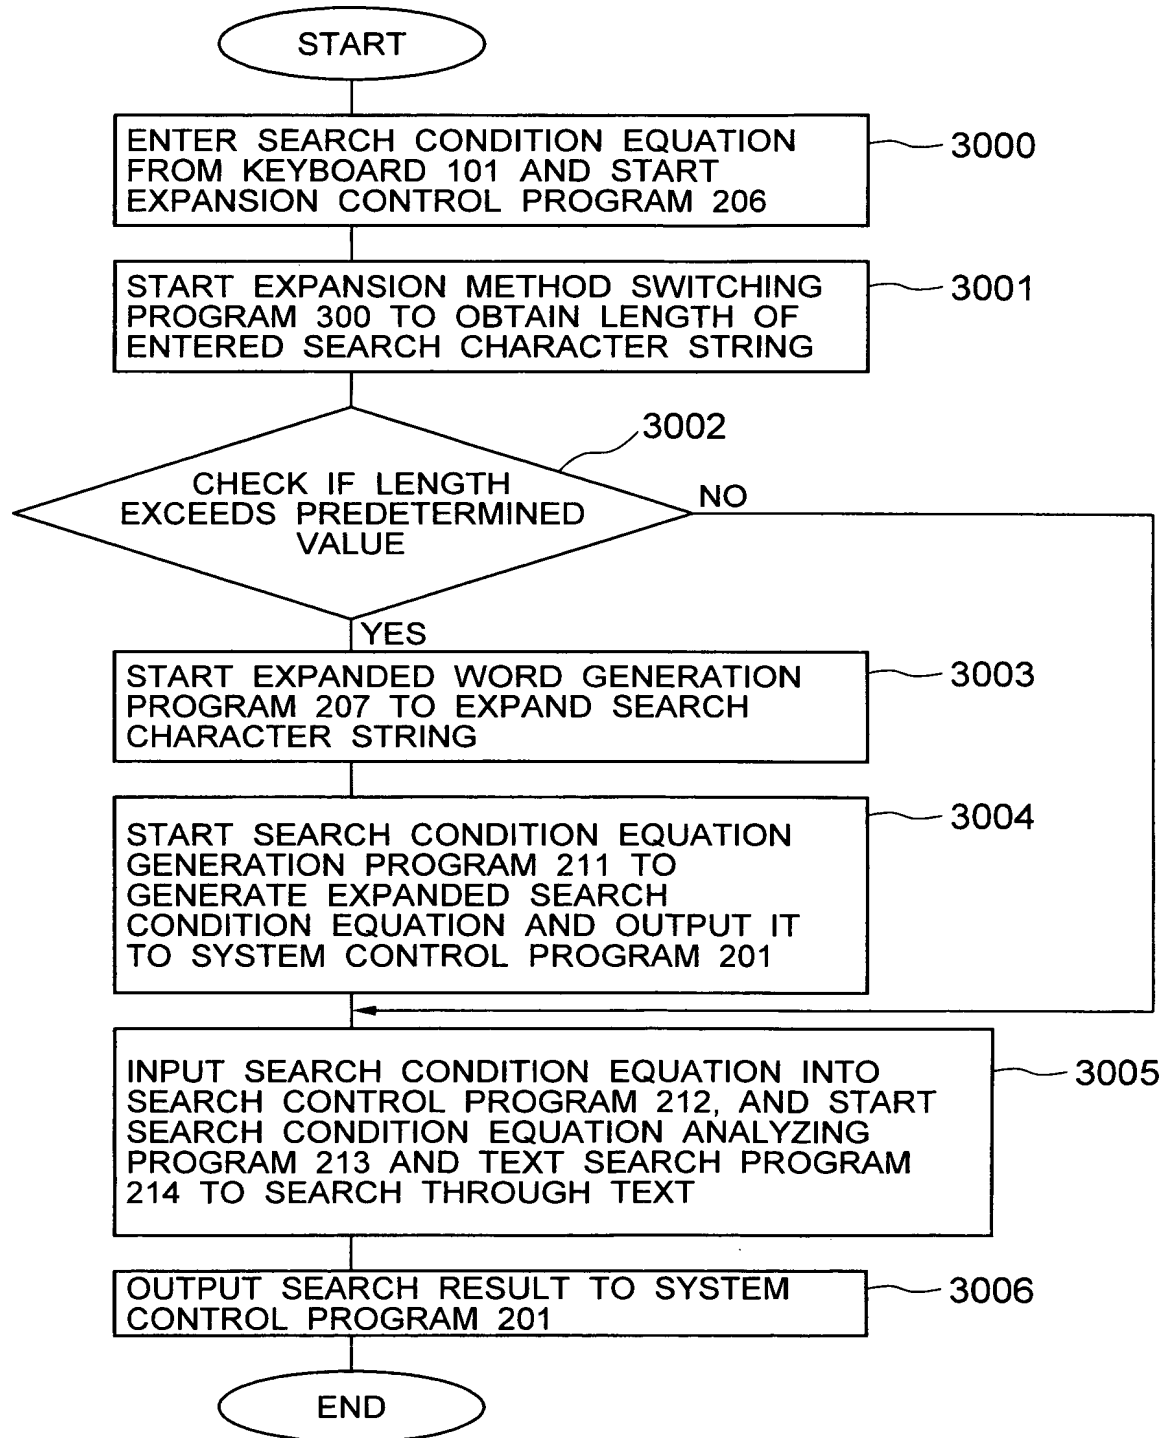 START
ENTER SEARCH CONDITION EQUATION
FROM KEYBOARD 101 AND START
EXPANSION CONTROL PROGRAM 206
3000
START EXPANSION METHOD SWITCHING
PROGRAM 300 TO OBTAIN LENGTH OF
ENTERED SEARCH CHARACTER STRING
3001
3002
CHECK IF LENGTH
EXCEEDS PREDETERMINED
VALUE
NO
YES
START EXPANDED WORD GENERATION
PROGRAM 207 TO EXPAND SEARCH
CHARACTER STRING
3003
START SEARCH CONDITION EQUATION
GENERATION PROGRAM 211 TO
GENERATE EXPANDED SEARCH
CONDITION EQUATION AND OUTPUT IT
TO SYSTEM CONTROL PROGRAM 201
3004
INPUT SEARCH CONDITION EQUATION INTO
SEARCH CONTROL PROGRAM 212, AND START
SEARCH CONDITION EQUATION ANALYZING
PROGRAM 213 AND TEXT SEARCH PROGRAM
214 TO SEARCH THROUGH TEXT
3005
OUTPUT SEARCH RESULT TO SYSTEM
CONTROL PROGRAM 201
3006
END